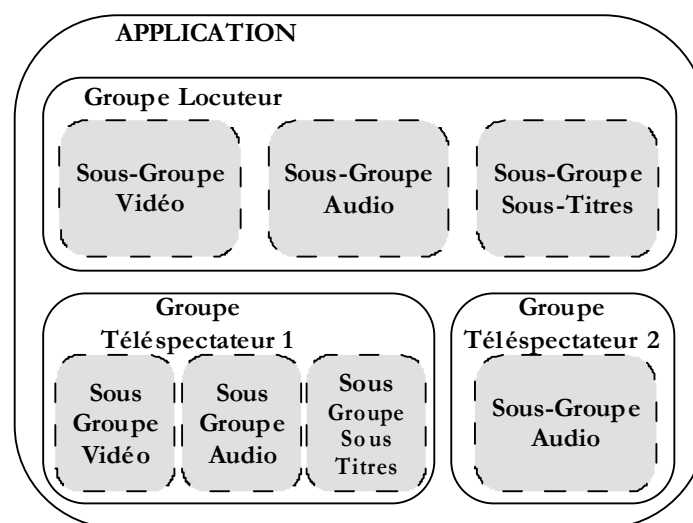 APPLICATION
Groupe Locuteur
Sous-Groupe
Vidéo
Sous-Groupe
Audio
Sous-Groupe
Sous-Titres
Groupe
Téléspectateur 1
Sous
Groupe
Vidéo
Sous
Groupe
Audio
Sous
Groupe
Sous
Titres
Groupe
Téléspectateur 2
Sous-Groupe
Audio